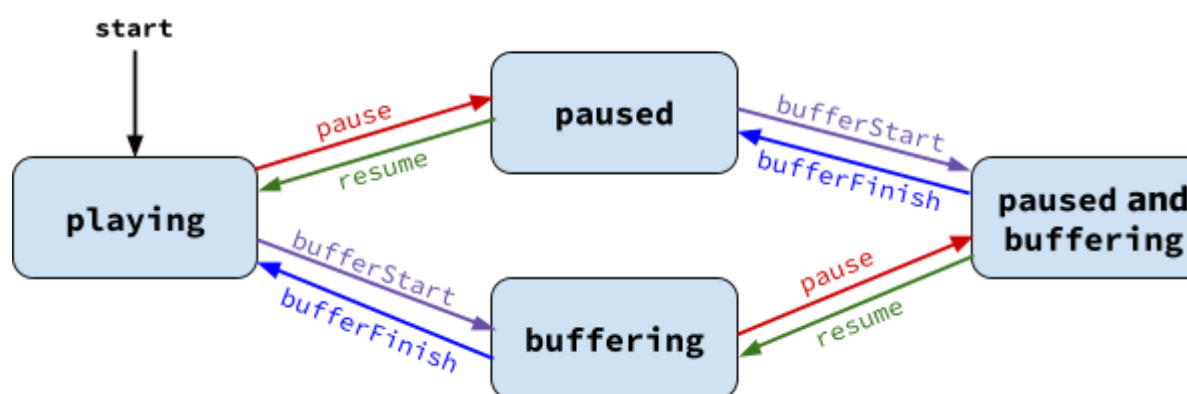 start
pause
resume
playing
paused
bufferStart
bufferFinish
bufferStart
bufferFinish
buffering
pause
resume
paused and
buffering